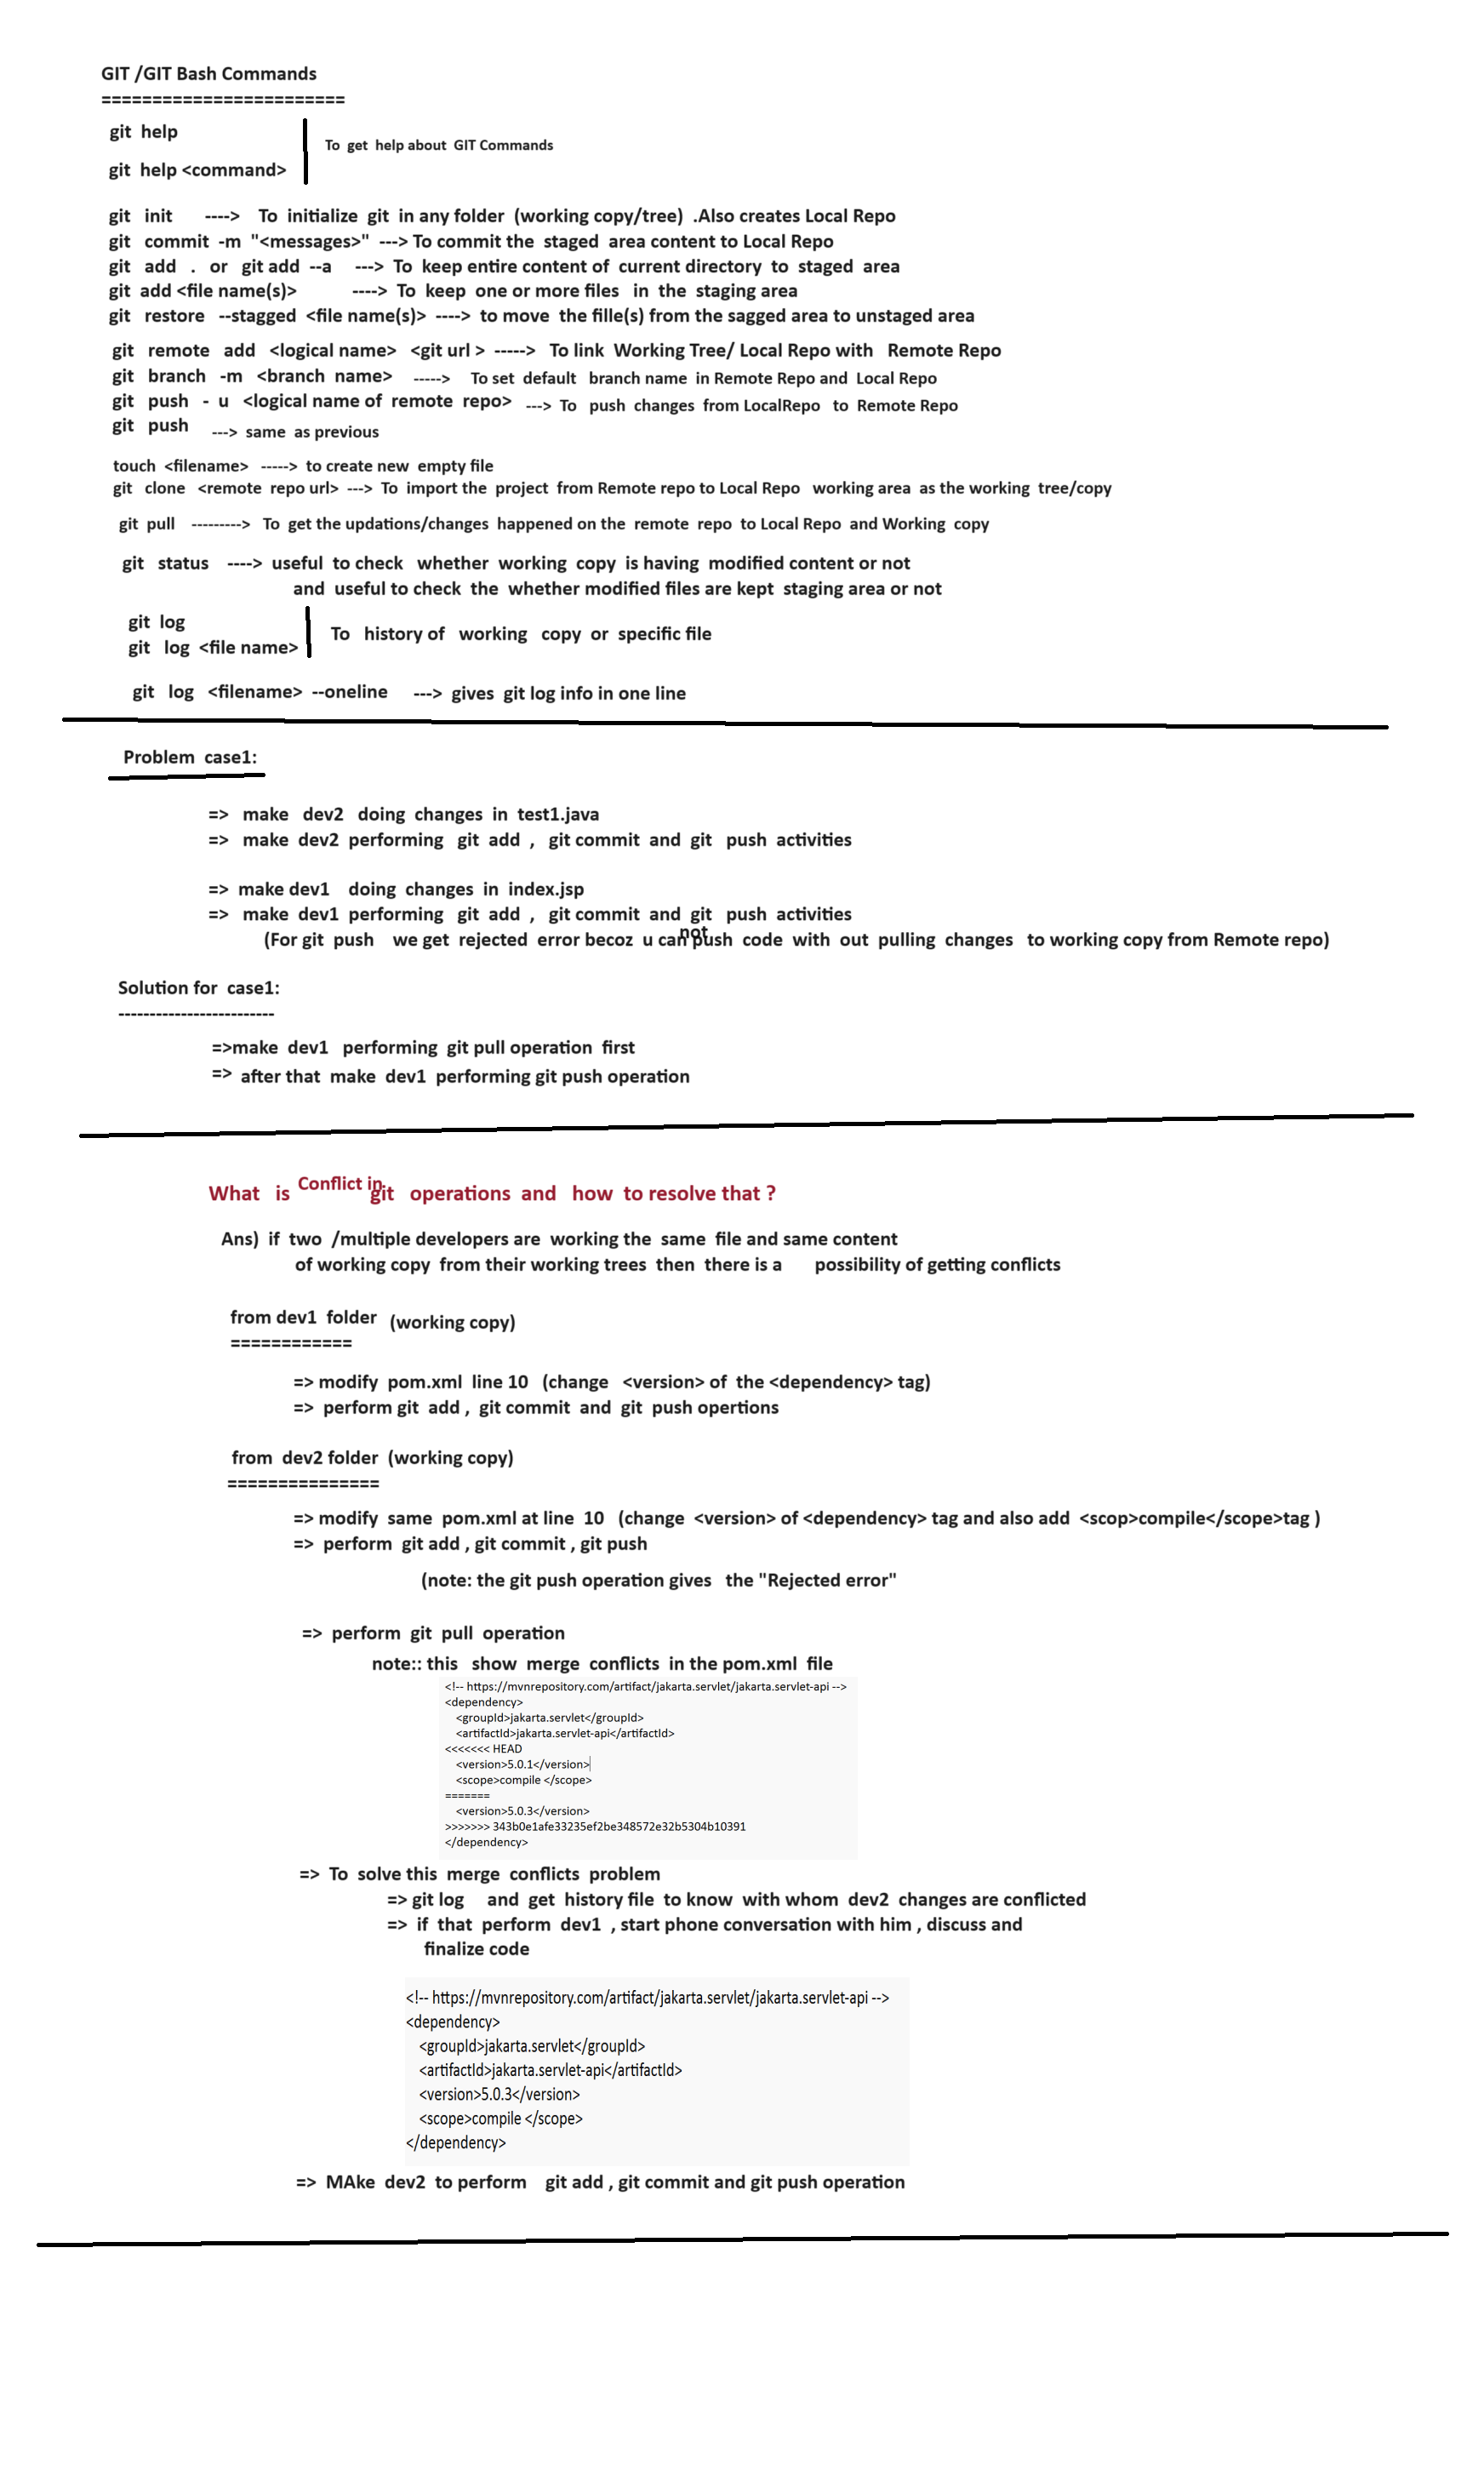 GIT /GIT Bash Commands
========================
git help
To get help about GIT Commands
git help <command>
git init ----> To initialize git in any folder (working copy/tree) .Also creates Local Repo
git commit -m "<messages>" ---> To commit the staged area content to Local Repo
git add . or git add --a ---> To keep entire content of current directory to staged area
git add <file name(s)> ----> To keep one or more files in the staging area
git restore --stagged <file name(s)> ----> to move the fille(s) from the sagged area to unstaged area
git remote add <logical name> <git url > -----> To link Working Tree/ Local Repo with Remote Repo
git branch -m <branch name> -----> To set default branch name in Remote Repo and Local Repo
git push - u <logical name of remote repo> ---> To push changes from LocalRepo to Remote Repo
git push ---> same as previous
touch <filename> -----> to create new empty file
git clone <remote repo url> ---> To import the project from Remote repo to Local Repo working area as the working tree/copy
git pull ---------> To get the updations/changes happened on the remote repo to Local Repo and Working copy
git status ----> useful to check whether working copy is having modified content or not
and useful to check the whether modified files are kept staging area or not
git log
To history of working copy or specific file
git log <file name>
git log <filename> --oneline ---> gives git log info in one line
Problem case1:
=> make dev2 doing changes in test1.java
=> make dev2 performing git add , git commit and git push activities
=> make dev1 doing changes in index.jsp
=> make dev1 performing git add , git commit and git push activities
(For git push we get rejected error becoz u can not push code with out pulling changes to working copy from Remote repo)
Solution for case1:
-------------------------
=>make dev1 performing git pull operation first
=> after that make dev1 performing git push operation
What is Conflict in git operations and how to resolve that ?
Ans) if two /multiple developers are working the same file and same content
of working copy from their working trees then there is a possibility of getting conflicts
from dev1 folder (working copy)
============
=> modify pom.xml line 10 (change <version> of the <dependency> tag)
=> perform git add , git commit and git push opertions
from dev2 folder (working copy)
===============
=> modify same pom.xml at line 10 (change <version> of <dependency> tag and also add <scop>compile</scope>tag )
=> perform git add , git commit , git push
(note: the git push operation gives the "Rejected error"
=> perform git pull operation
note:: this show merge conflicts in the pom.xml file
<!-- https://mvnrepository.com/artifact/jakarta.servlet/jakarta.servlet-api -->
<dependency>
<groupId>jakarta.servlet</groupId>
<artifactId>jakarta.servlet-api</artifactId>
<<<<<<< HEAD
<version>5.0.1</version>
<scope>compile </scope>
=======
<version>5.0.3</version>
>>>>>>> 343b0e1afe33235ef2be348572e32b5304b10391
</dependency>
=> To solve this merge conflicts problem
=> git log and get history file to know with whom dev2 changes are conflicted
=> if that perform dev1 , start phone conversation with him , discuss and
finalize code
<!-- https://mvnrepository.com/artifact/jakarta.servlet/jakarta.servlet-api -->
<dependency>
<groupId>jakarta.servlet</groupId>
<artifactId>jakarta.servlet-api</artifactId>
<version>5.0.3</version>
<scope>compile </scope>
</dependency>
=> MAke dev2 to perform git add , git commit and git push operation